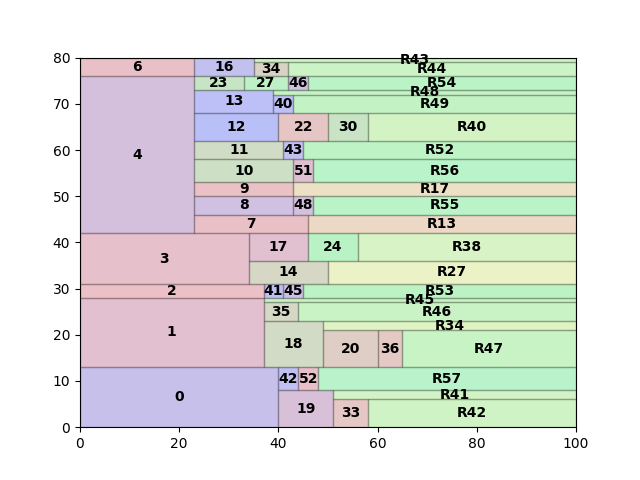 80
R43
6 16 34 R44
23 27 46 R54
R48
70
13 40 R49
12 22 30 R40
60
11 43 R52
4
10 51 R56
50
9 R17
8 48 R55
7 R13
40
17 24 R38
3
14 R27
30
2 41 45 R53
R45
35 R46
R34
20
1
18 20 36 R47
10
42 52 R57
0
R41
19 33 R42
0
0 20 40 60 80 100